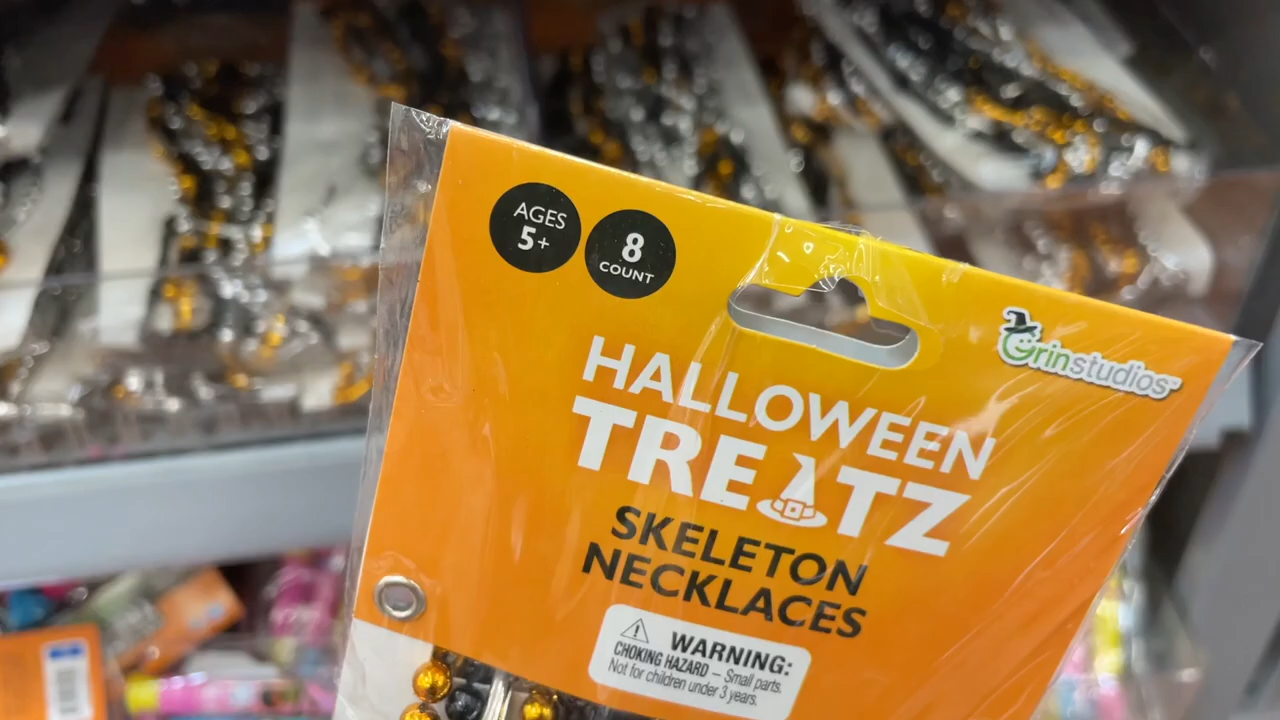 AGES
5+
8
COUNT
Grinstudios™
HALLOWEEN
TREATZ
SKELETON
NECKLACES
WARNING:
CHOKING HAZARD — Small parts.
Not for children under 3 years.